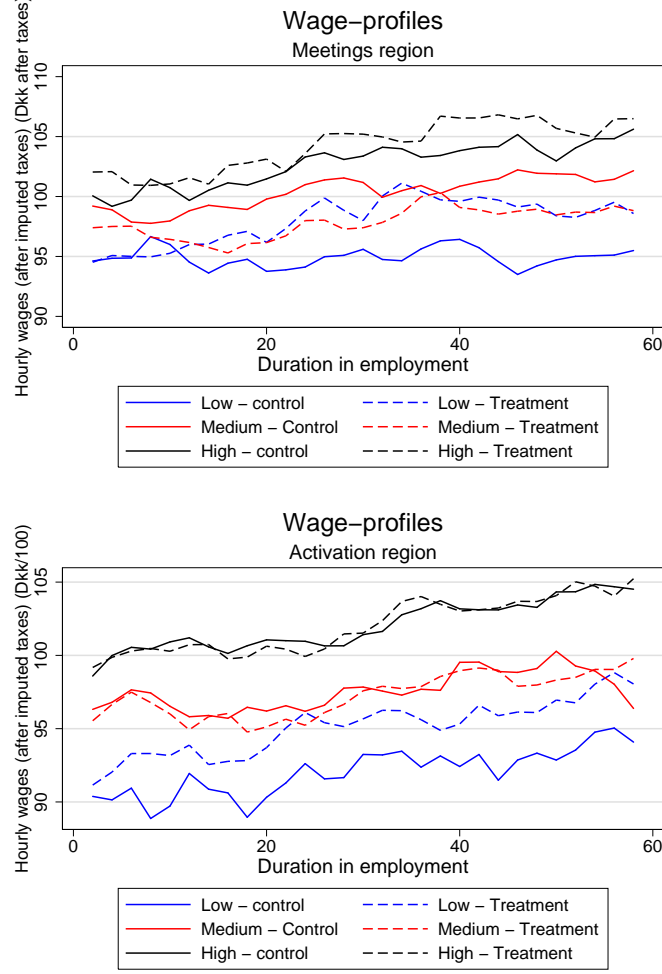 Wage−profiles
Meetings region
Hourly wages (after imputed taxes) (Dkk after taxes)
110
105
100
95
90
0
20
40
60
Duration in employment
Low − control
Low − Treatment
Medium − Control
Medium − Treatment
High − control
High − Treatment
Wage−profiles
Activation region
Hourly wages (after imputed taxes) (Dkk/100)
105
100
95
90
0
20
40
60
Duration in employment
Low − control
Low − Treatment
Medium − Control
Medium − Treatment
High − control
High − Treatment